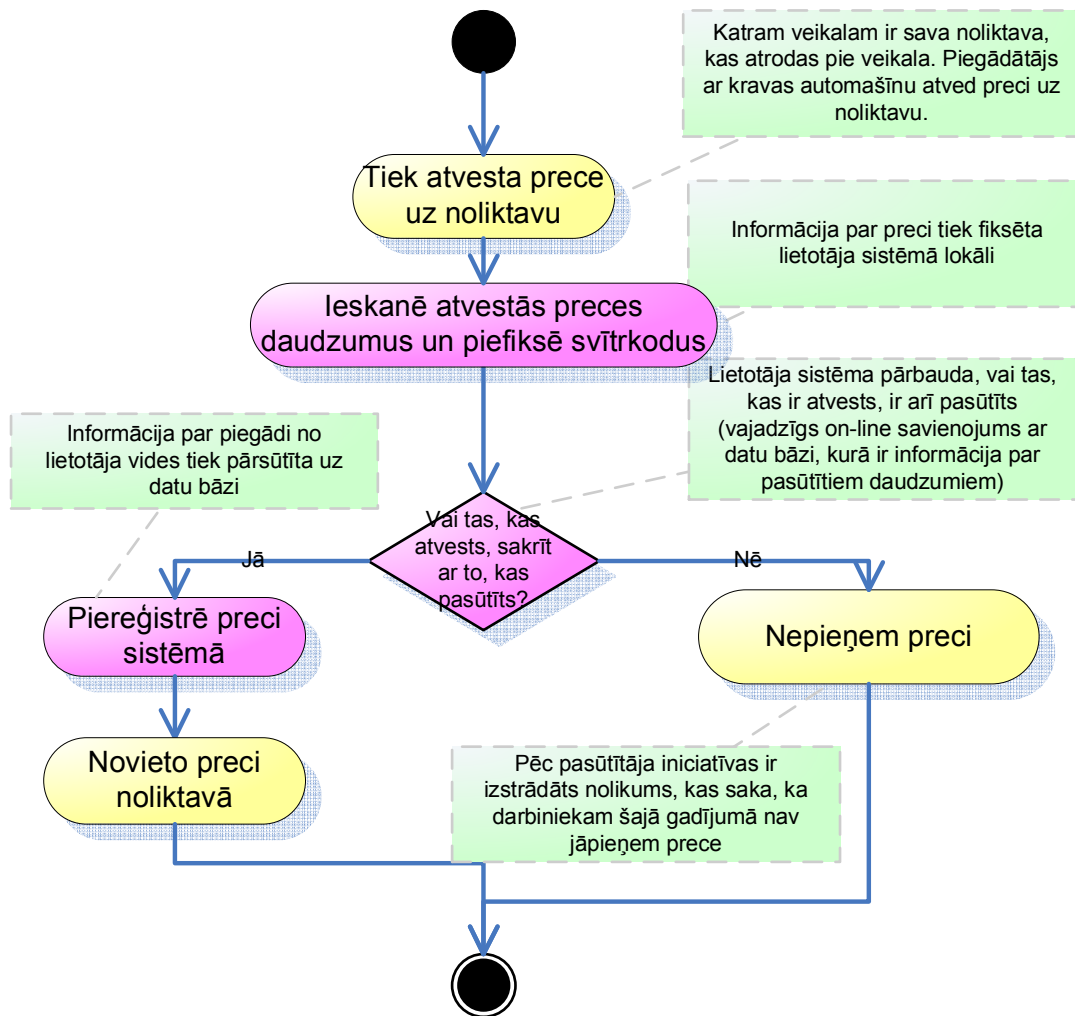 Katram veikalam ir sava noliktava,
kas atrodas pie veikala. Piegādātājs
ar kravas automašīnu atved preci uz
noliktavu.
Tiek atvesta prece
uz noliktavu
Informācija par preci tiek fiksēta
lietotāja sistēmā lokāli
Ieskanē atvestās preces
daudzumus un piefiksē svītrkodus
Lietotāja sistēma pārbauda, vai tas,
kas ir atvests, ir arī pasūtīts
(vajadzīgs on-line savienojums ar
datu bāzi, kurā ir informācija par
pasūtītiem daudzumiem)
Informācija par piegādi no
lietotāja vides tiek pārsūtīta uz
datu bāzi
Vai tas, kas
atvests, sakrīt
ar to, kas
pasūtīts?
Jā
Nē
Piereģistrē preci
sistēmā
Nepieņem preci
Novieto preci
noliktavā
Pēc pasūtītāja iniciatīvas ir
izstrādāts nolikums, kas saka, ka
darbiniekam šajā gadījumā nav
jāpieņem prece